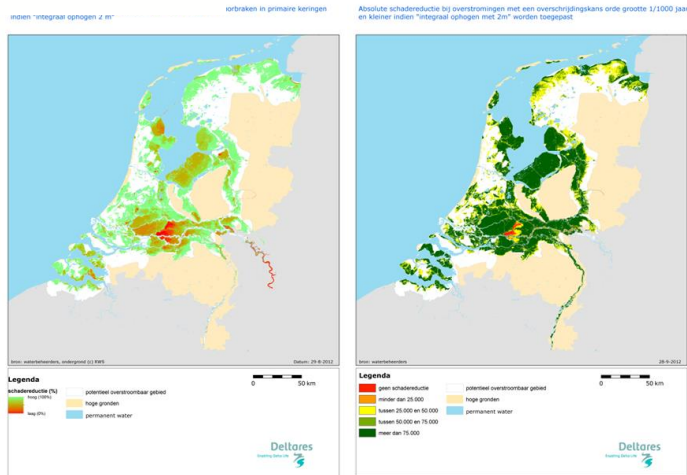 orbraken in primaire keringen
indien "integraal ophogen 2 m"
bron: waterbeheerders, ondergrond (c) RWS
Datum: 29-8-2012
Legenda
schadereductie (%)
hoog (100%)
laag (0%)
potentieel overstroombaar gebied
hoge gronden
permanent water
0 50 km
Deltares
Enabling Delta Life
Absolute schadereductie bij overstromingen met een overschrijdingskans orde grootte 1/1000 jaar
en kleiner indien "integraal ophogen met 2m" worden toegepast
bron: waterbeheerders
28-9-2012
Legenda
geen schadereductie
minder dan 25.000
tussen 25.000 en 50.000
tussen 50.000 en 75.000
meer dan 75.000
potentieel overstroombaar gebied
hoge gronden
permanent water
0 50 km
Deltares
Enabling Delta Life